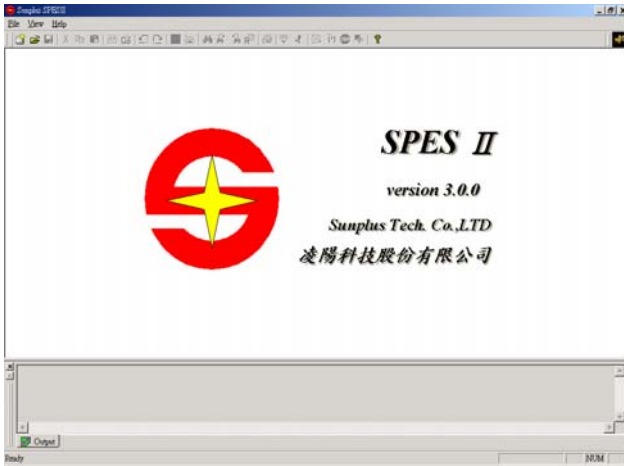 Sunplus SPESII
File View Help
SPES II
version 3.0.0
Sunplus Tech. Co.,LTD
凌陽科技股份有限公司
Output
Ready
NUM